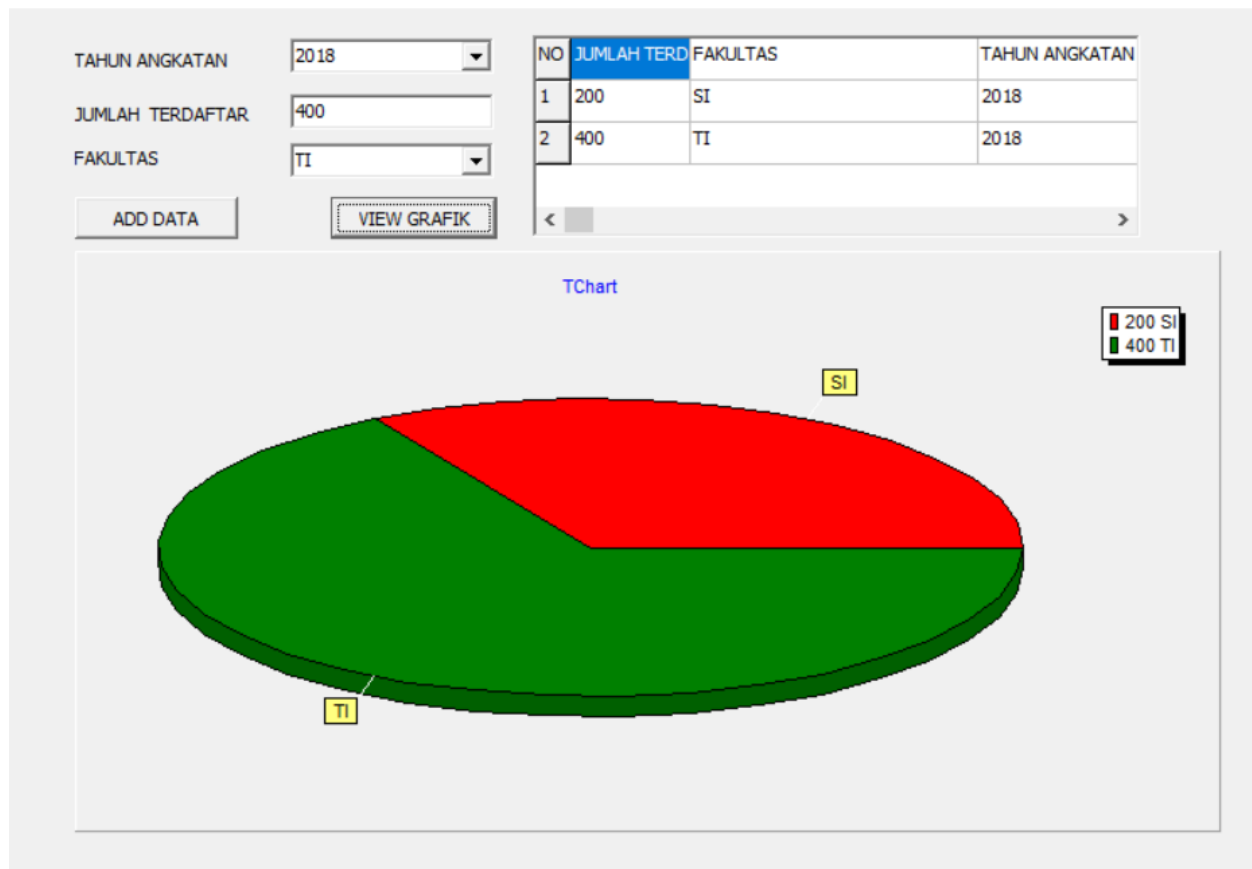 TAHUN ANGKATAN 2018
JUMLAH TERDAFTAR 400
FAKULTAS TI
ADD DATA VIEW GRAFIK
NO JUMLAH TERD FAKULTAS TAHUN ANGKATAN
1 200 SI 2018
2 400 TI 2018
TChart
200 SI
400 TI
SI
TI